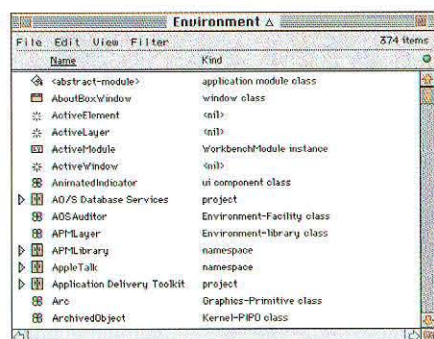 Environment △
File Edit View Filter 374 items
Name Kind
<abstract-module> application module class
AboutBoxWindow window class
ActiveElement <nil>
ActiveLayer <nil>
ActiveModule WorkbenchModule instance
ActiveWindow <nil>
AnimatedIndicator ui component class
AO/S Database Services project
AOSAuditor Environment-Facility class
APMLayer Environment-library class
APMLibrary namespace
AppleTalk namespace
Application Delivery Toolkit project
Arc Graphics-Primitive class
ArchivedObject Kernel-PIPO class